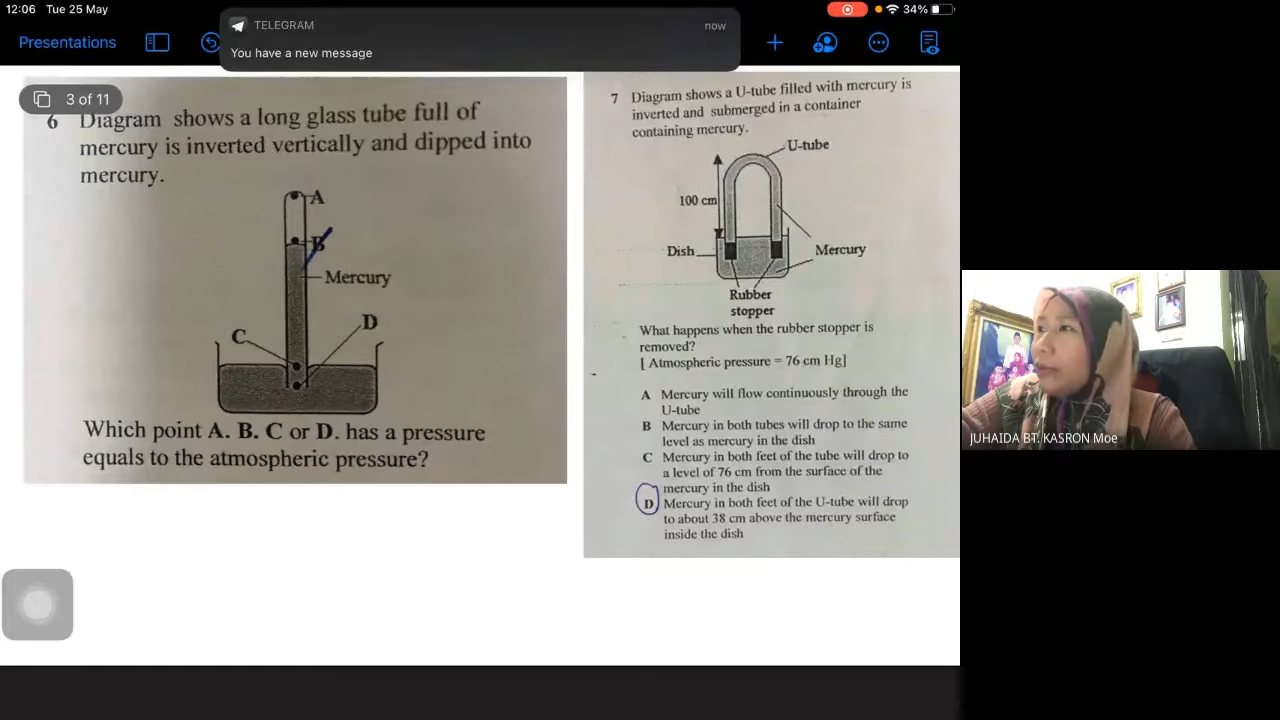 12:06 Tue 25 May
34%
TELEGRAM
now
You have a new message
Presentations
3 of 11
6 Diagram shows a long glass tube full of
mercury is inverted vertically and dipped into
mercury.
A
B
Mercury
C
D
Which point A. B. C or D. has a pressure
equals to the atmospheric pressure?
7 Diagram shows a U-tube filled with mercury is
inverted and submerged in a container
containing mercury.
U-tube
100 cm
Dish
Mercury
Rubber
stopper
What happens when the rubber stopper is
removed?
[ Atmospheric pressure = 76 cm Hg]
A Mercury will flow continuously through the
U-tube
B Mercury in both tubes will drop to the same
level as mercury in the dish
C Mercury in both feet of the tube will drop to
a level of 76 cm from the surface of the
mercury in the dish
D Mercury in both feet of the U-tube will drop
to about 38 cm above the mercury surface
inside the dish
JUHAIDA BT. KASRON Moe